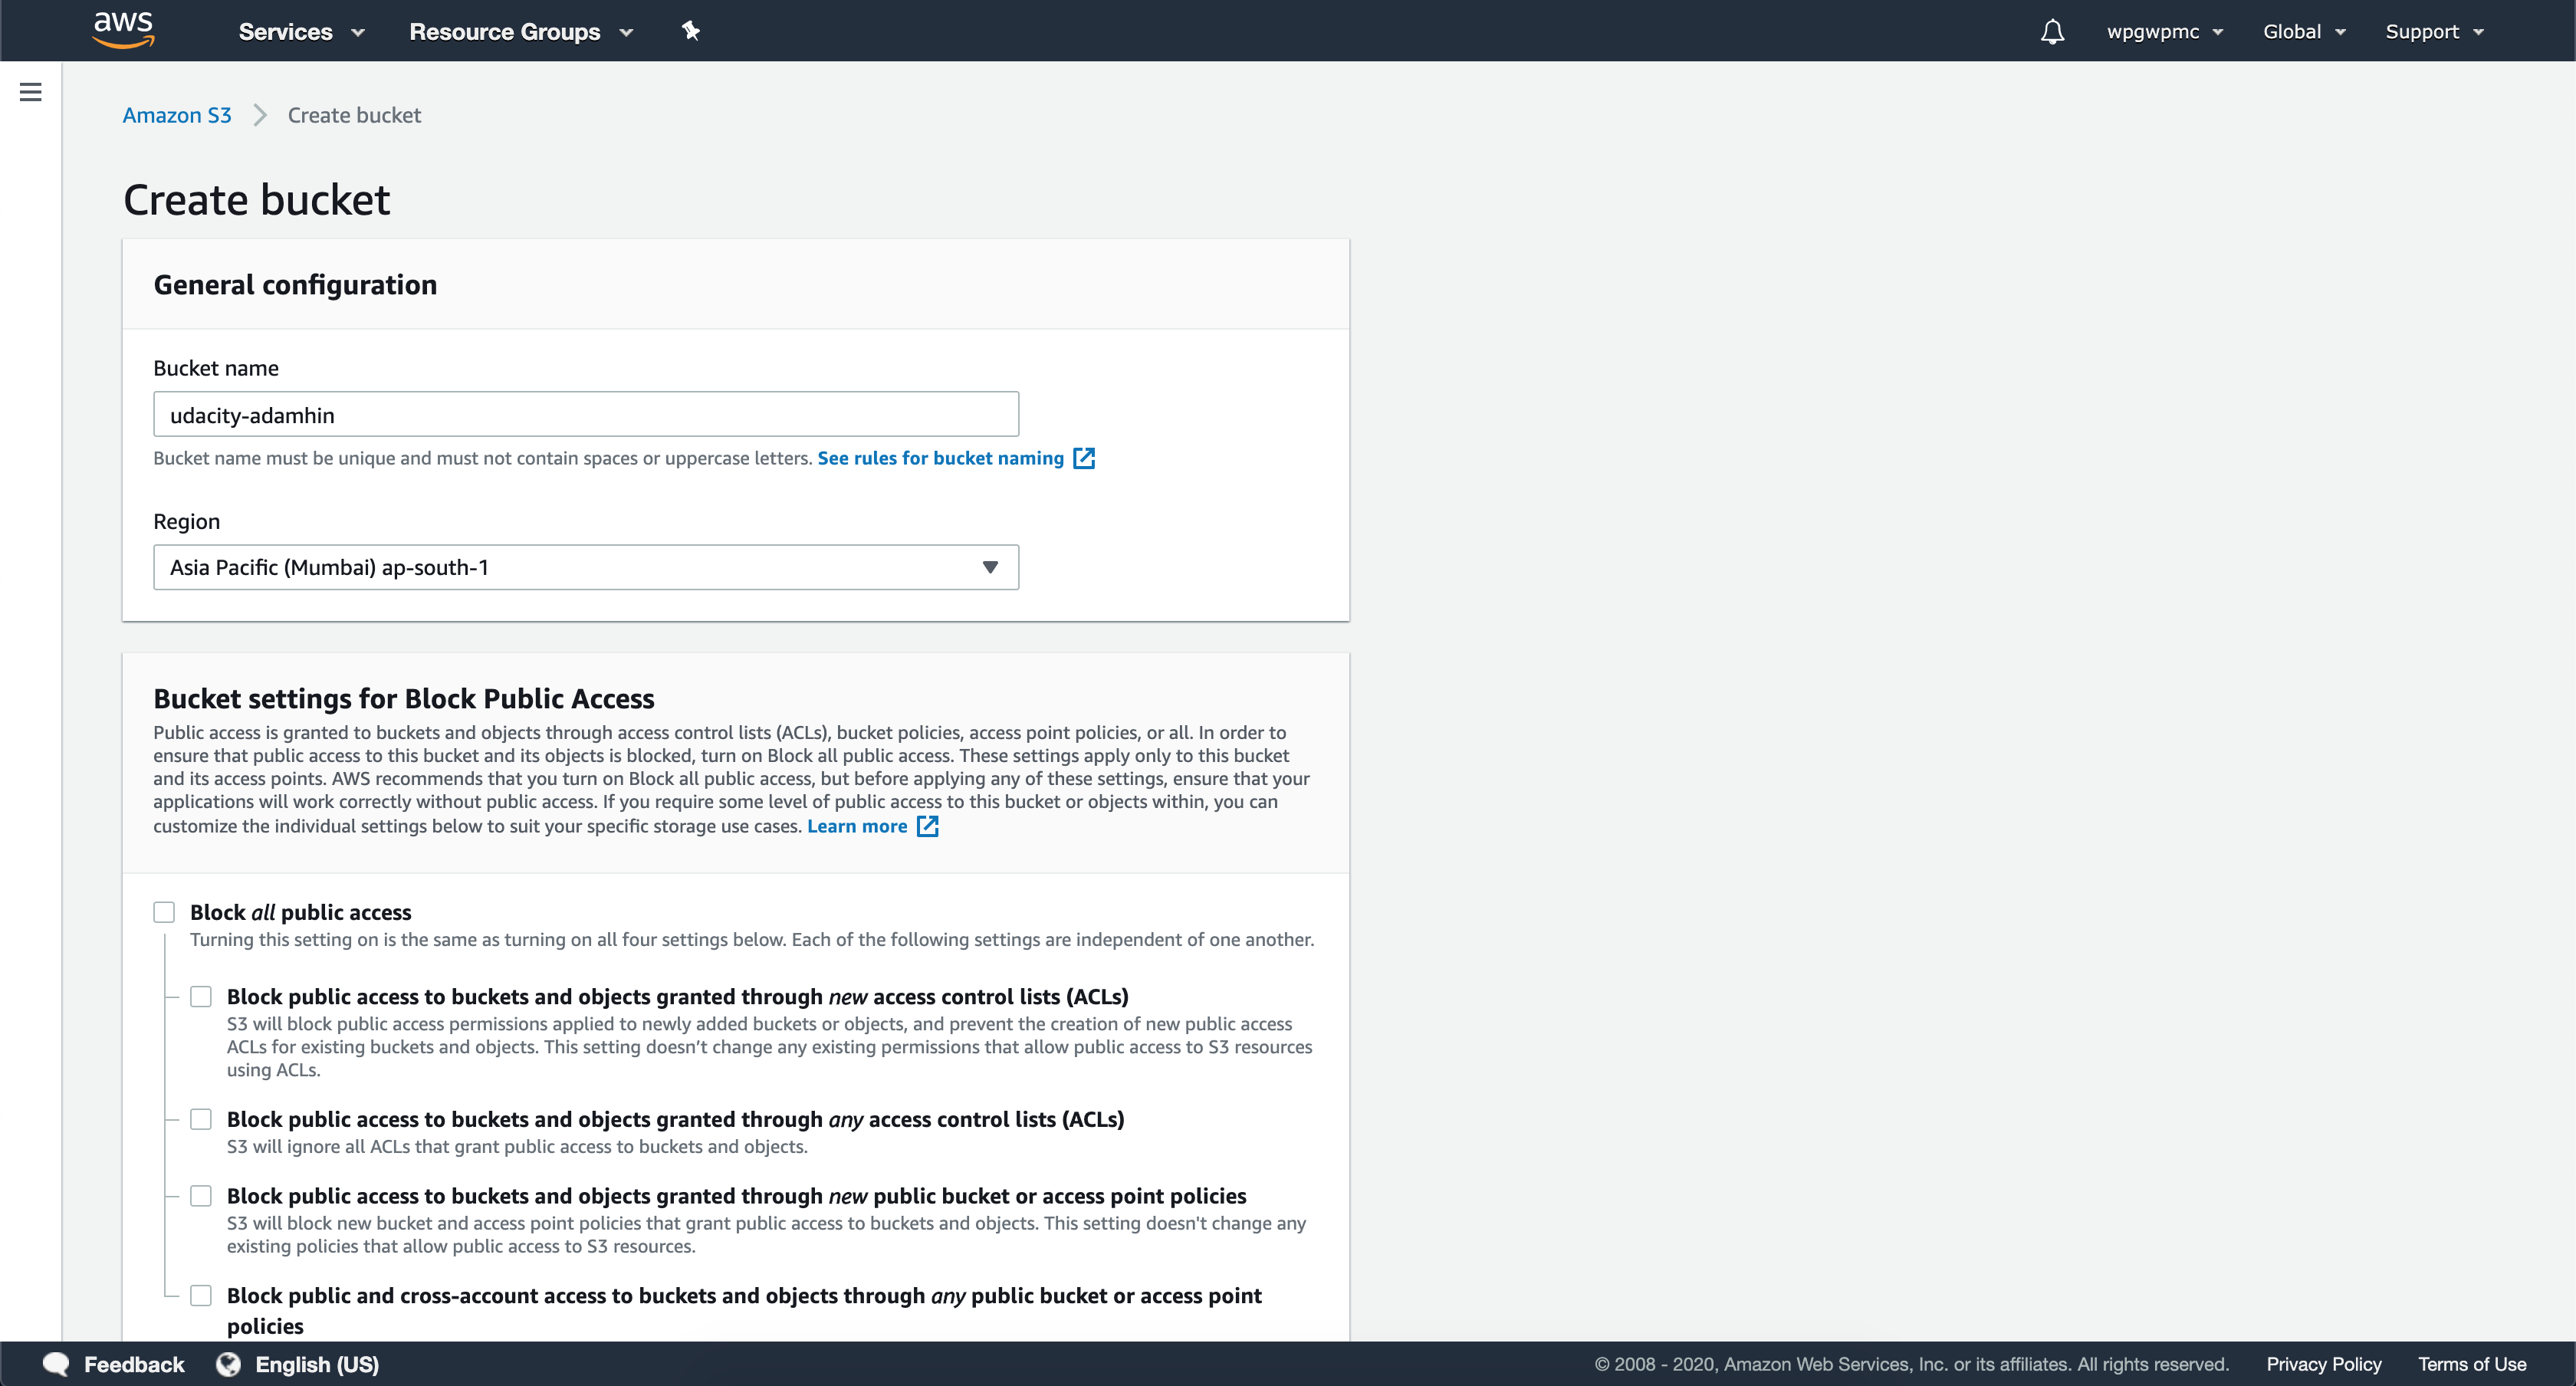 aws Services Resource Groups wpgwpmc Global Support
Amazon S3 Create bucket
Create bucket
General configuration
Bucket name
udacity-adamhin
Bucket name must be unique and must not contain spaces or uppercase letters. See rules for bucket naming
Region
Asia Pacific (Mumbai) ap-south-1
Bucket settings for Block Public Access
Public access is granted to buckets and objects through access control lists (ACLs), bucket policies, access point policies, or all. In order to
ensure that public access to this bucket and its objects is blocked, turn on Block all public access. These settings apply only to this bucket
and its access points. AWS recommends that you turn on Block all public access, but before applying any of these settings, ensure that your
applications will work correctly without public access. If you require some level of public access to this bucket or objects within, you can
customize the individual settings below to suit your specific storage use cases. Learn more
Block all public access
Turning this setting on is the same as turning on all four settings below. Each of the following settings are independent of one another.
Block public access to buckets and objects granted through new access control lists (ACLs)
S3 will block public access permissions applied to newly added buckets or objects, and prevent the creation of new public access
ACLs for existing buckets and objects. This setting doesn’t change any existing permissions that allow public access to S3 resources
using ACLs.
Block public access to buckets and objects granted through any access control lists (ACLs)
S3 will ignore all ACLs that grant public access to buckets and objects.
Block public access to buckets and objects granted through new public bucket or access point policies
S3 will block new bucket and access point policies that grant public access to buckets and objects. This setting doesn't change any
existing policies that allow public access to S3 resources.
Block public and cross-account access to buckets and objects through any public bucket or access point
policies
Feedback English (US) © 2008 - 2020, Amazon Web Services, Inc. or its affiliates. All rights reserved. Privacy Policy Terms of Use